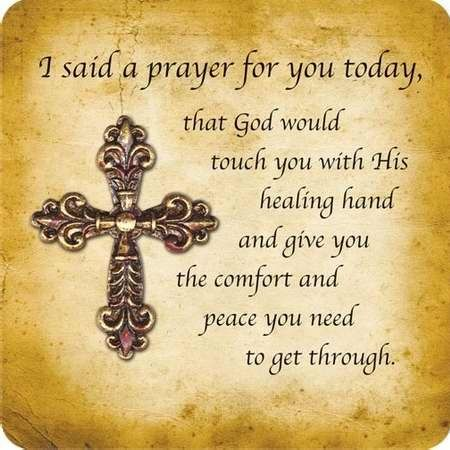 I said a prayer for you today,
that God would
touch you with His
healing hand
and give you
the comfort and
peace you need
to get through.